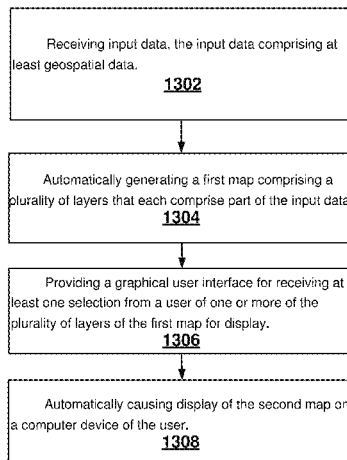 Receiving input data, the input data comprising at
least geospatial data.
1302
Automatically generating a first map comprising a
plurality of layers that each comprise part of the input data
1304
Providing a graphical user interface for receiving at
least one selection from a user of one or more of the
plurality of layers of the first map for display.
1306
Automatically causing display of the second map on
a computer device of the user.
1308